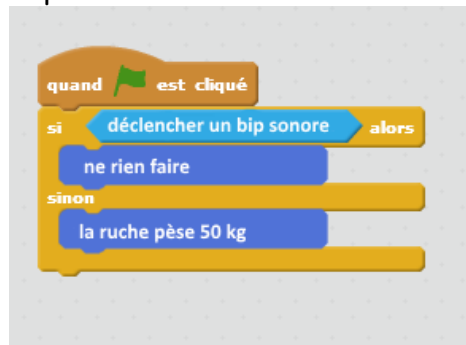 quand est cliqué
si déclencher un bip sonore alors
ne rien faire
sinon
la ruche pèse 50 kg